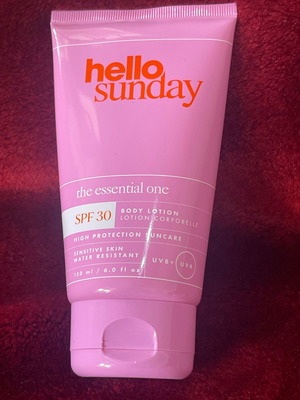 hello
sunday
the essential one
SPF 30
BODY LOTION
LOTION CORPORELLE
HIGH PROTECTION SUNCARE
SENSITIVE SKIN
WATER RESISTANT
UVB+ UVA
150 ml / 6.0 fl oz